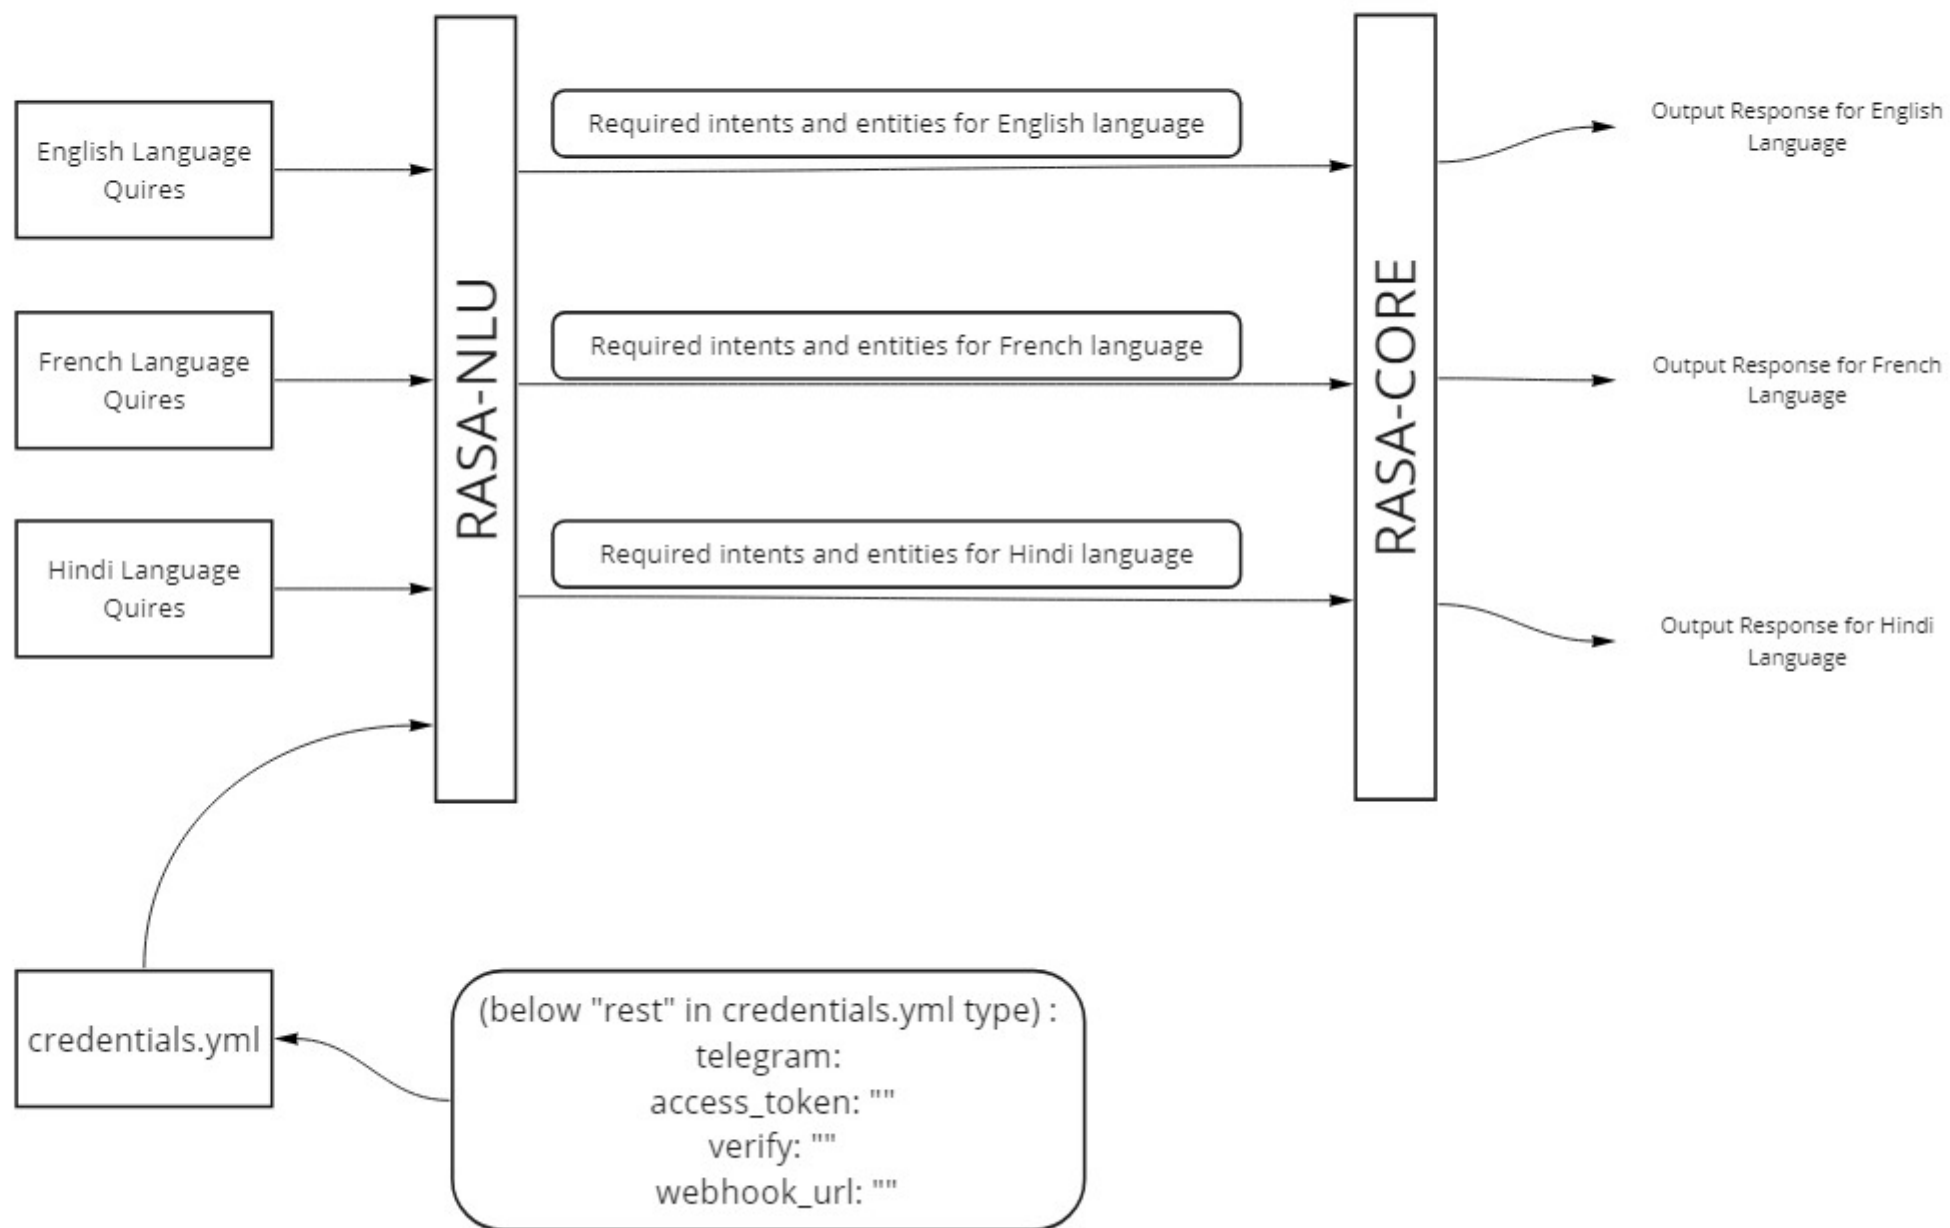 English Language
Quires
Required intents and entities for English language
Output Response for English
Language
French Language
Quires
Required intents and entities for French language
Output Response for French
Language
Hindi Language
Quires
Required intents and entities for Hindi language
Output Response for Hindi
Language
RASA-NLU
RASA-CORE
credentials.yml
(below "rest" in credentials.yml type) :
telegram:
access_token: ""
verify: ""
webhook_url: ""